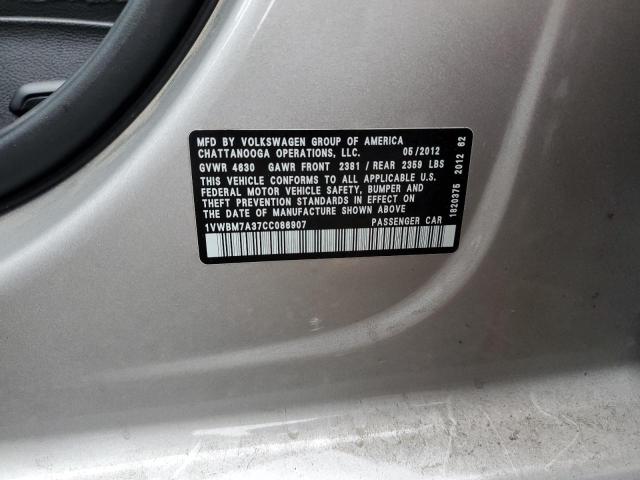 MFD BY VOLKSWAGEN GROUP OF AMERICA
CHATTANOOGA OPERATIONS, LLC. 05/2012
GVWR 4630 GAWR FRONT 2381 / REAR 2359 LBS
THIS VEHICLE CONFORMS TO ALL APPLICABLE U.S.
FEDERAL MOTOR VEHICLE SAFETY, BUMPER AND
THEFT PREVENTION STANDARDS IN EFFECT ON
THE DATE OF MANUFACTURE SHOWN ABOVE
1VWBM7A37CC086907 PASSENGER CAR
1820375 2012 62